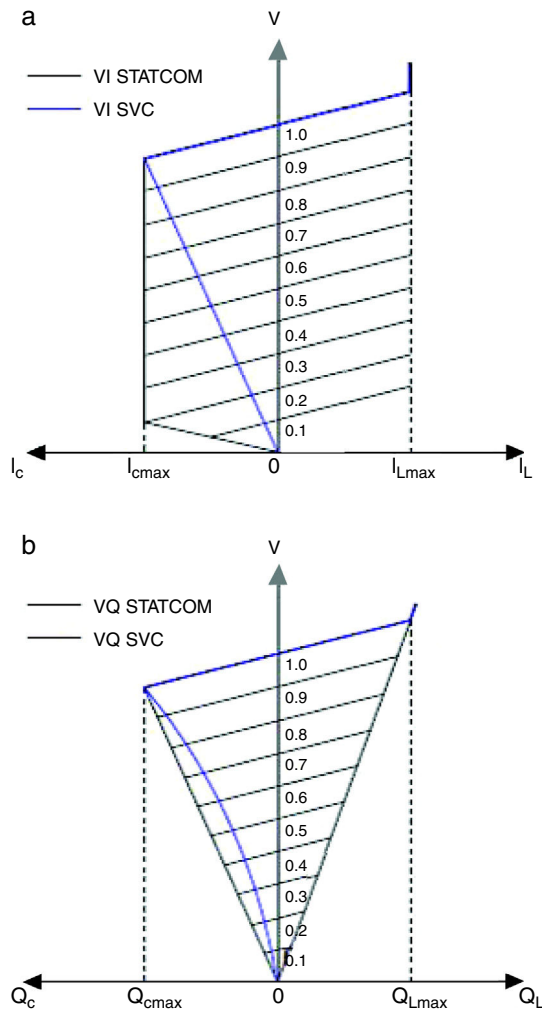 a
V
VI STATCOM
VI SVC
1.0
0.9
0.8
0.7
0.6
0.5
0.4
0.3
0.2
0.1
Ic Icmax 0 ILmax IL
b
V
VQ STATCOM
VQ SVC
1.0
0.9
0.8
0.7
0.6
0.5
0.4
0.3
0.2
0.1
Qc Qcmax 0 QLmax QL